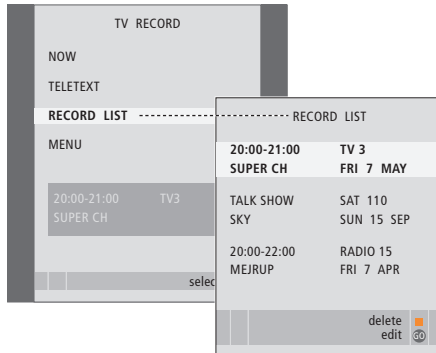 TV RECORD
NOW
TELETEXT
RECORD LIST
MENU
20:00-21:00 TV3
SUPER CH
selec
RECORD LIST
20:00-21:00 TV 3
SUPER CH FRI 7 MAY
TALK SHOW SAT 110
SKY SUN 15 SEP
20:00-22:00 RADIO 15
MEJRUP FRI 7 APR
delete
edit GO